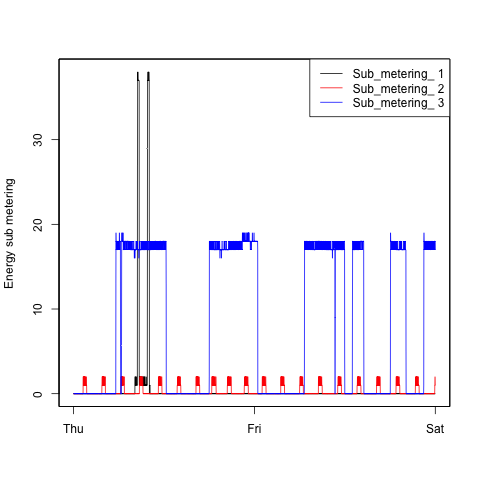 Sub_metering_ 1
Sub_metering_ 2
Sub_metering_ 3
Energy sub metering
30
20
10
0
Thu Fri Sat